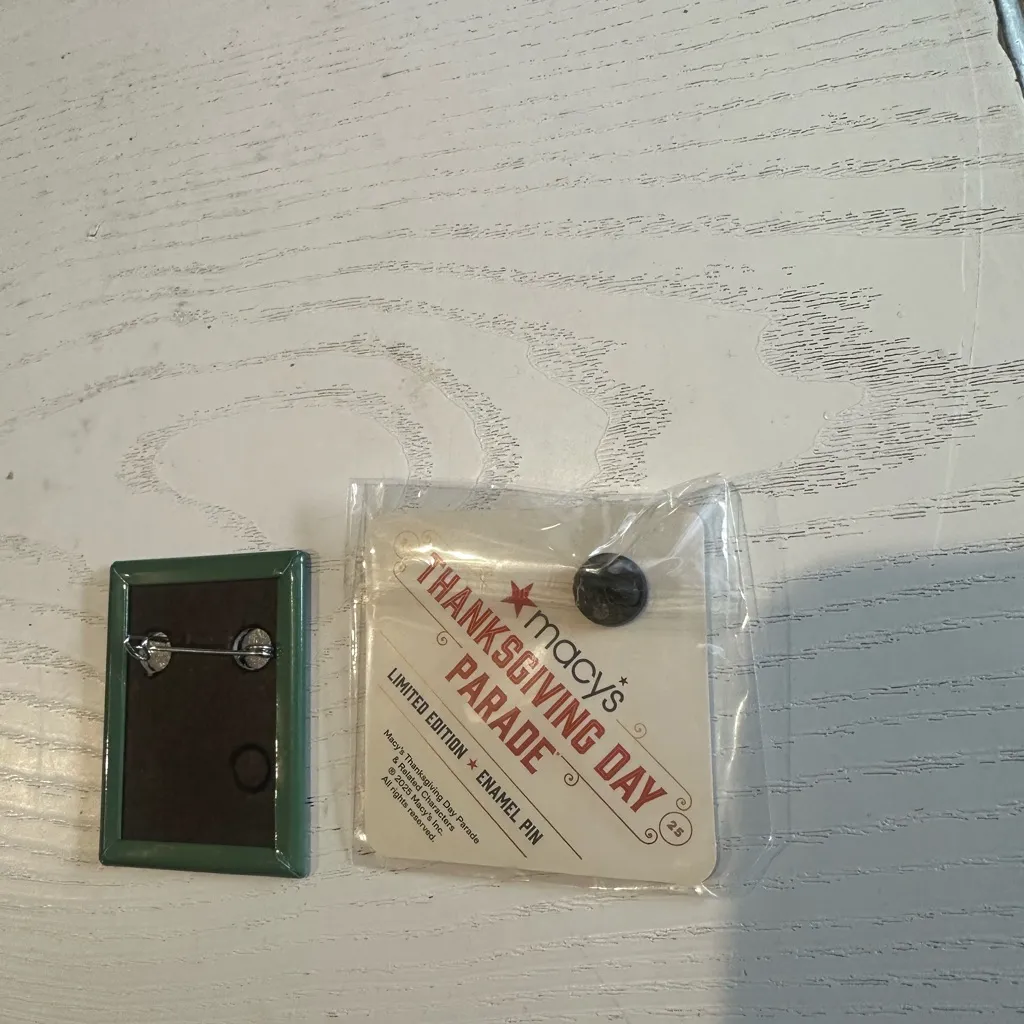 macy's
THANKSGIVING DAY
PARADE™
LIMITED EDITION ★ ENAMEL PIN
Macy's Thanksgiving Day Parade
& Related Characters
® 2025 Macy's Inc.
All rights reserved.
25